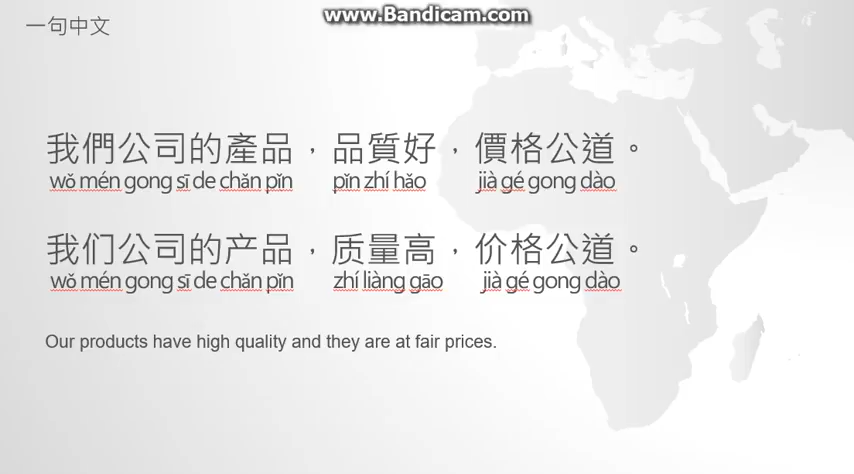 www.Bandicam.com
一句中文
我們公司的產品，品質好，價格公道。
wǒ mén gong sī de chǎn pǐn pǐn zhí hǎo jià gé gong dào
我们公司的产品，质量高，价格公道。
wǒ mén gong sī de chǎn pǐn zhí liàng gāo jià gé gong dào
Our products have high quality and they are at fair prices.